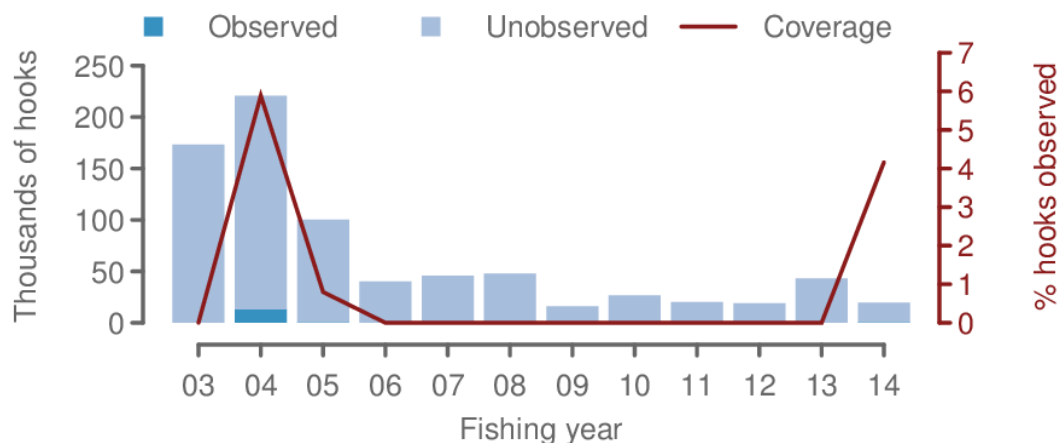 Observed Unobserved Coverage
Thousands of hooks
250
200
150
100
50
0
7
6
5
4
3
2
1
0
% hooks observed
03 04 05 06 07 08 09 10 11 12 13 14
Fishing year